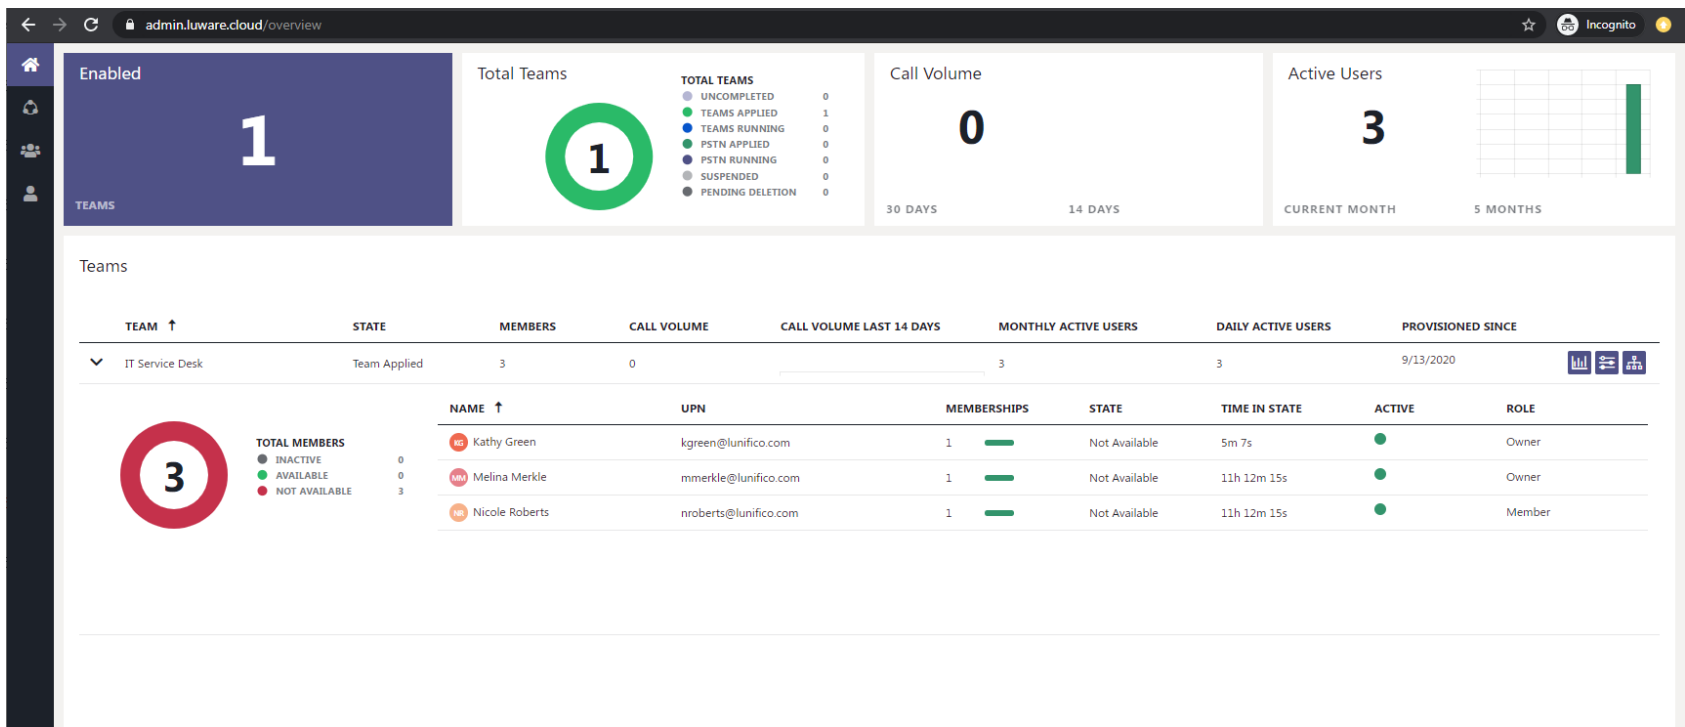 admin.luware.cloud/overview
Incognito
Enabled
1
TEAMS
Total Teams
1
TOTAL TEAMS
UNCOMPLETED 0
TEAMS APPLIED 1
TEAMS RUNNING 0
PSTN APPLIED 0
PSTN RUNNING 0
SUSPENDED 0
PENDING DELETION 0
Call Volume
0
30 DAYS 14 DAYS
Active Users
3
CURRENT MONTH 5 MONTHS
Teams
TEAM STATE MEMBERS CALL VOLUME CALL VOLUME LAST 14 DAYS MONTHLY ACTIVE USERS DAILY ACTIVE USERS PROVISIONED SINCE
IT Service Desk Team Applied 3 0 3 3 9/13/2020
3
TOTAL MEMBERS
INACTIVE 0
AVAILABLE 0
NOT AVAILABLE 3
NAME UPN MEMBERSHIPS STATE TIME IN STATE ACTIVE ROLE
KG Kathy Green kgreen@lunifico.com 1 Not Available 5m 7s Owner
MM Melina Merkle mmerkle@lunifico.com 1 Not Available 11h 12m 15s Owner
NR Nicole Roberts nroberts@lunifico.com 1 Not Available 11h 12m 15s Member